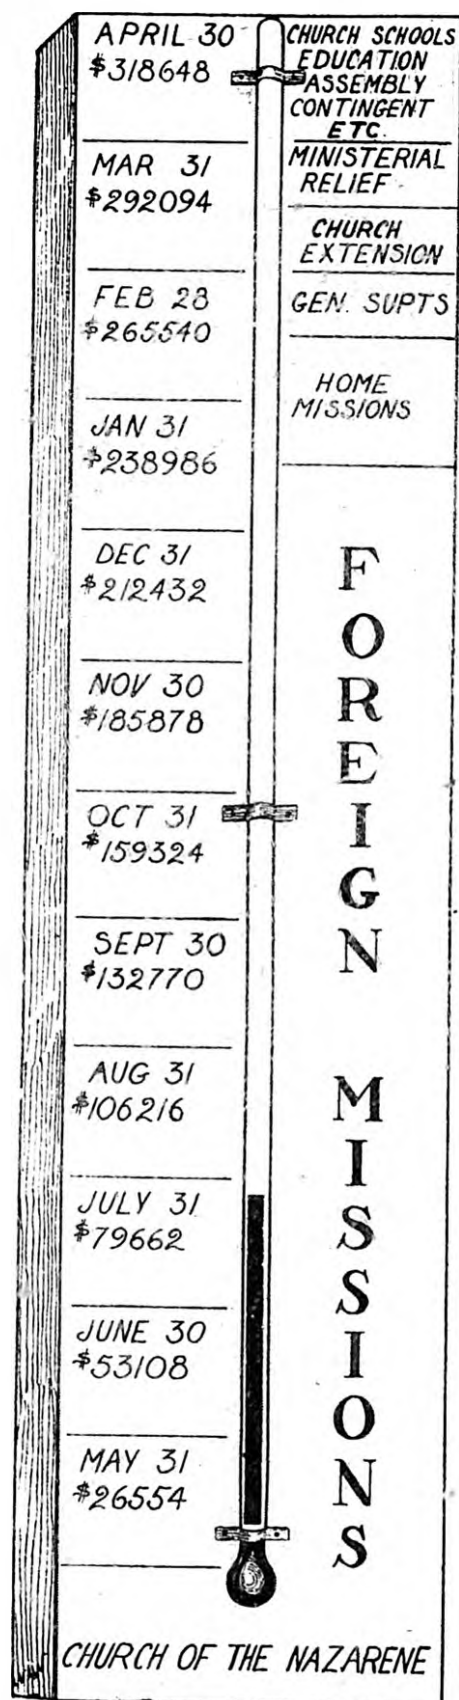 APRIL 30
$318648
MAR 31
$292094
FEB 28
$265540
JAN 31
$238986
DEC 31
$212432
NOV 30
$185878
OCT 31
$159324
SEPT 30
$132770
AUG 31
$106216
JULY 31
$79662
JUNE 30
$53108
MAY 31
$26554
CHURCH SCHOOLS
EDUCATION
ASSEMBLY
CONTINGENT
ETC.
MINISTERIAL
RELIEF
CHURCH
EXTENSION
GEN. SUPTS
HOME
MISSIONS
FOREIGN MISSIONS
CHURCH OF THE NAZARENE